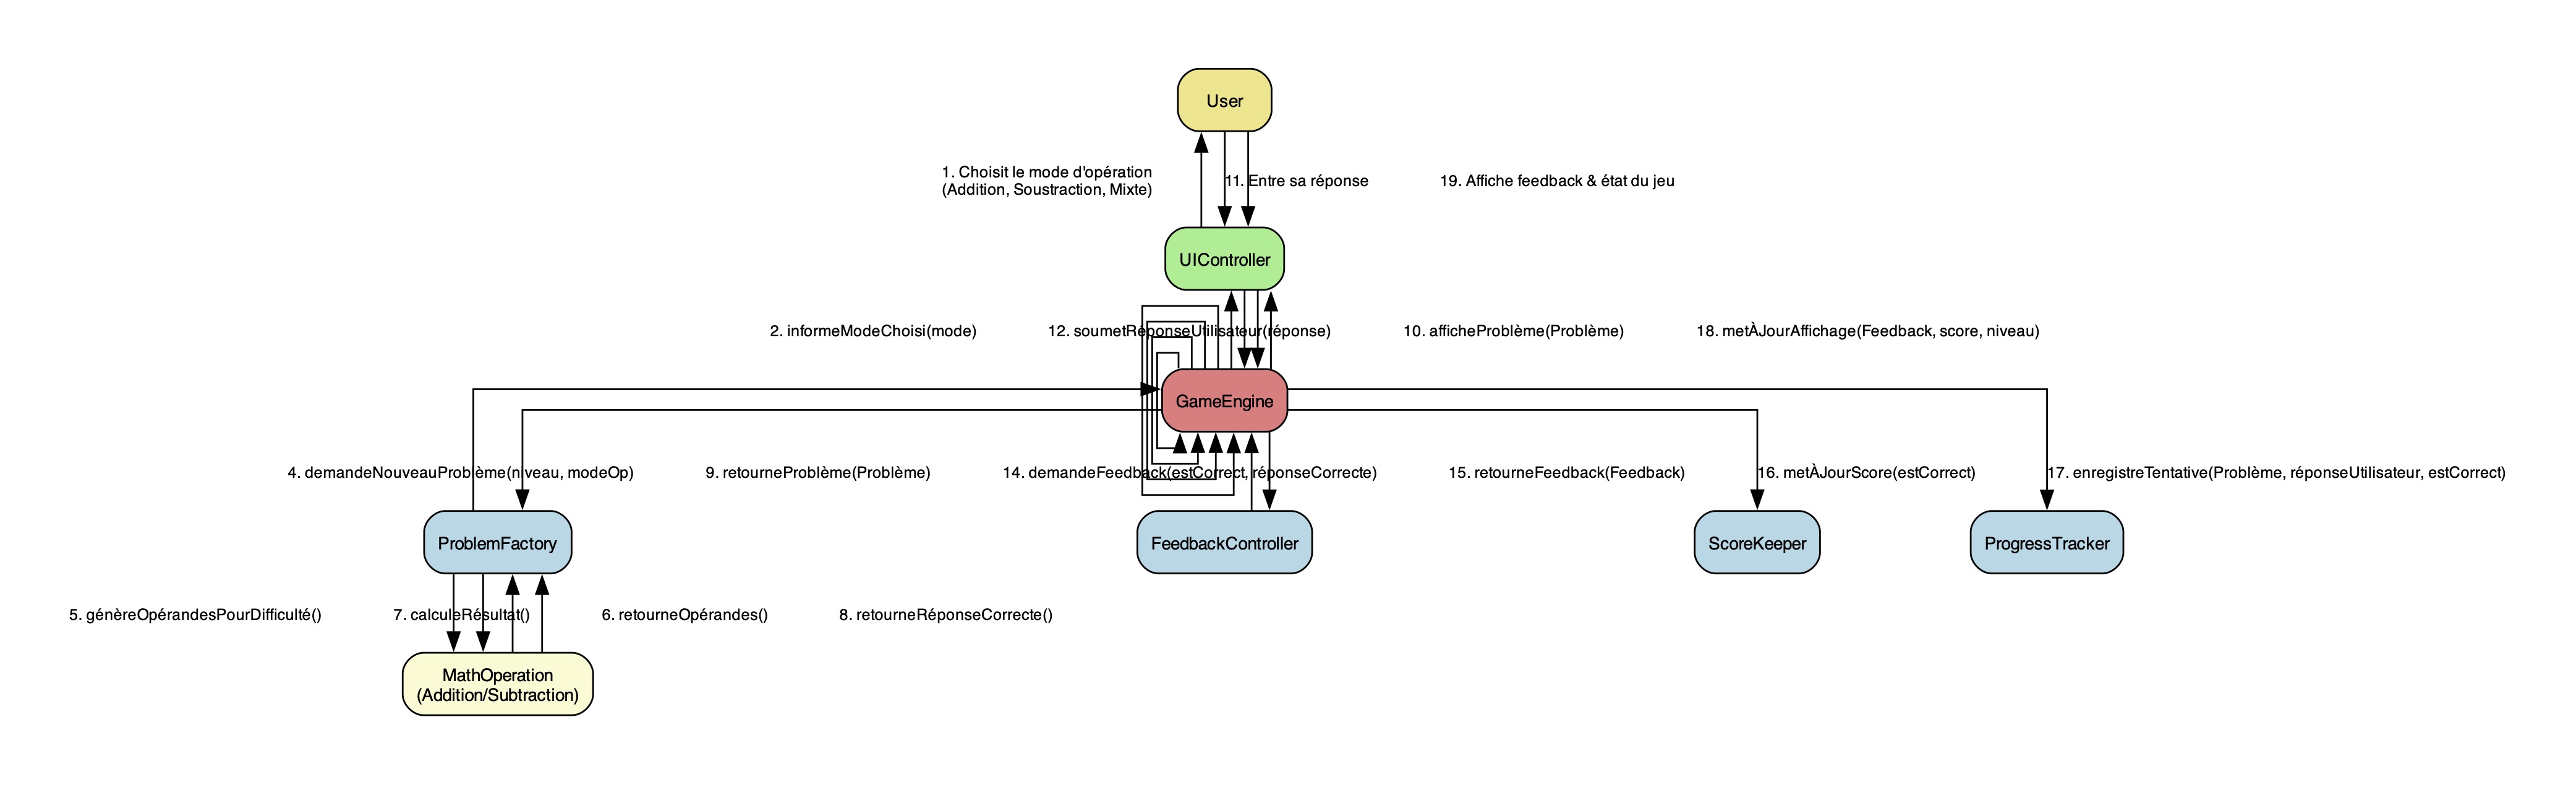 User
1. Choisit le mode d'opération
(Addition, Soustraction, Mixte)
11. Entre sa réponse
19. Affiche feedback & état du jeu
UIController
2. informeModeChoisi(mode)
12. soumetRéponseUtilisateur(réponse)
10. afficheProblème(Problème)
18. metÀJourAffichage(Feedback, score, niveau)
GameEngine
4. demandeNouveauProblème(niveau, modeOp)
9. retourneProblème(Problème)
14. demandeFeedback(estCorrect, réponseCorrecte)
15. retourneFeedback(Feedback)
16. metÀJourScore(estCorrect)
17. enregistreTentative(Problème, réponseUtilisateur, estCorrect)
ProblemFactory
FeedbackController
ScoreKeeper
ProgressTracker
5. génèreOpérandesPourDifficulté()
7. calculeRésultat()
6. retourneOpérandes()
8. retourneRéponseCorrecte()
MathOperation
(Addition/Subtraction)